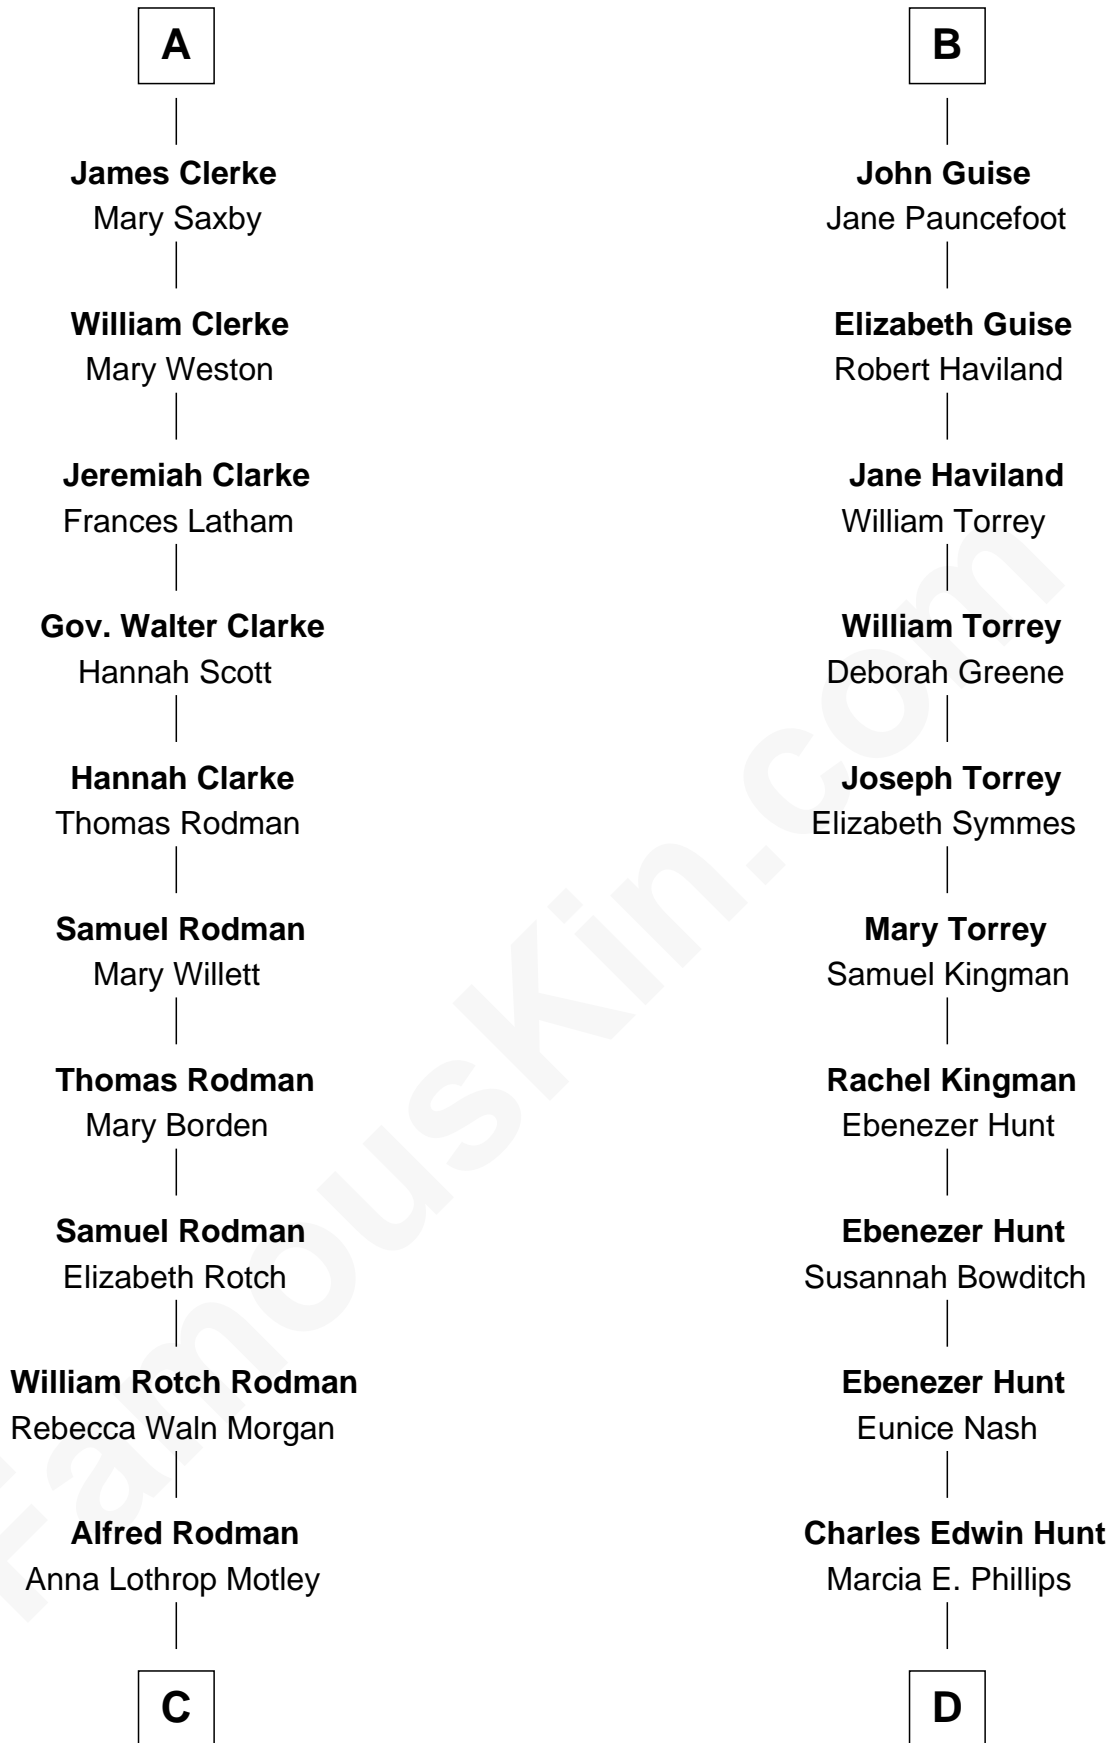 A
James Clerke
Mary Saxby
William Clerke
Mary Weston
Jeremiah Clarke
Frances Latham
Gov. Walter Clarke
Hannah Scott
Hannah Clarke
Thomas Rodman
Samuel Rodman
Mary Willett
Thomas Rodman
Mary Borden
Samuel Rodman
Elizabeth Rotch
William Rotch Rodman
Rebecca Waln Morgan
Alfred Rodman
Anna Lothrop Motley
C
B
John Guise
Jane Pauncefoot
Elizabeth Guise
Robert Haviland
Jane Haviland
William Torrey
William Torrey
Deborah Greene
Joseph Torrey
Elizabeth Symmes
Mary Torrey
Samuel Kingman
Rachel Kingman
Ebenezer Hunt
Ebenezer Hunt
Susannah Bowditch
Ebenezer Hunt
Eunice Nash
Charles Edwin Hunt
Marcia E. Phillips
D
FamousKin.com